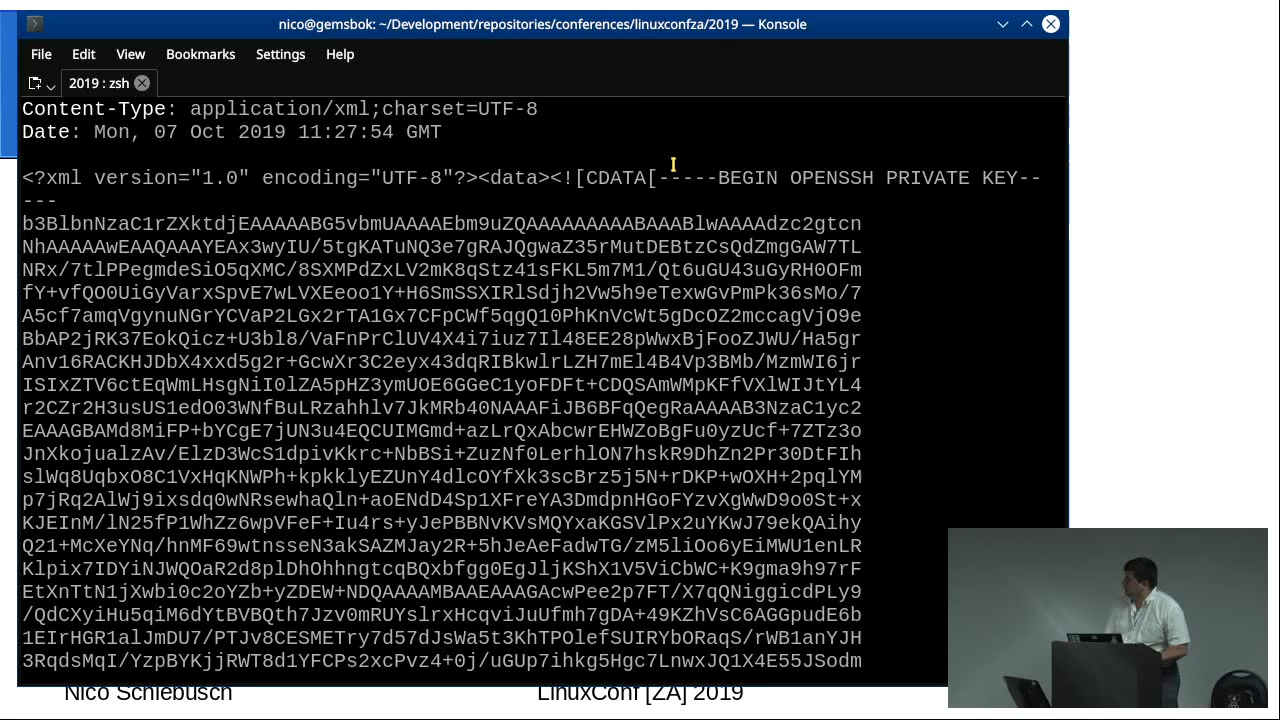 nico@gemsbok: ~/Development/repositories/conferences/linuxconfza/2019 — Konsole
File Edit View Bookmarks Settings Help
2019 : zsh
Content-Type: application/xml;charset=UTF-8
Date: Mon, 07 Oct 2019 11:27:54 GMT
<?xml version="1.0" encoding="UTF-8"?><data><![CDATA[-----BEGIN OPENSSH PRIVATE KEY--
---
b3BlbnNzaC1rZXktdjEAAAAABG5vbmUAAAAEbm9uZQAAAAAAAAABAAABlwAAAAdzc2gtcn
NhAAAAAwEAAQAAAYEAx3wyIU/5tgKATuNQ3e7gRAJQgwaZ35rMutDEBtzCsQdZmgGAW7TL
NRx/7tlPPegmdeSiO5qXMC/8SXMPdZxLV2mK8qStz41sFKL5m7M1/Qt6uGU43uGyRH0OFm
fY+vfQO0UiGyVarxSpvE7wLVXEeoo1Y+H6SmSSXIRlSdjh2Vw5h9eTexwGvPmPk36sMo/7
A5cf7amqVgynuNGrYCVaP2LGx2rTA1Gx7CFpCWf5qgQ10PhKnVcWt5gDcOZ2mccagVjO9e
BbAP2jRK37EokQicz+U3bl8/VaFnPrClUV4X4i7iuz7Il48EE28pWwxBjFooZJWU/Ha5gr
Anv16RACKHJDbX4xxd5g2r+GcwXr3C2eyx43dqRIBkwlrLZH7mEl4B4Vp3BMb/MzmWI6jr
ISIxZTV6ctEqWmLHsgNiI0lZA5pHZ3ymUOE6GGeC1yoFDFt+CDQSAmWMpKFfVXlWIJtYL4
r2CZr2H3usUS1edO03WNfBuLRzahhlv7JkMRb40NAAAFiJB6BFqQegRaAAAAB3NzaC1yc2
EAAAGBAMd8MiFP+bYCgE7jUN3u4EQCUIMGmd+azLrQxAbcwrEHWZoBgFu0yzUcf+7ZTz3o
JnXkojualzAv/ElzD3WcS1dpivKkrc+NbBSi+ZuzNf0LerhlON7hskR9DhZn2Pr30DtFIh
slWq8UqbxO8C1VxHqKNWPh+kpkklyEZUnY4dlcOYfXk3scBrz5j5N+rDKP+wOXH+2pqlYM
p7jRq2AlWj9ixsdq0wNRsewhaQln+aoENdD4Sp1XFreYA3DmdpnHGoFYzvXgWwD9o0St+x
KJEInM/lN25fP1WhZz6wpVFeF+Iu4rs+yJePBBNvKVsMQYxaKGSVlPx2uYKwJ79ekQAihy
Q21+McXeYNq/hnMF69wtnsseN3akSAZMJay2R+5hJeAeFadwTG/zM5liOo6yEiMWU1enLR
Klpix7IDYiNJWQOaR2d8plDhOhhngtcqBQxbfgg0EgJljKShX1V5ViCbWC+K9gma9h97rF
EtXnTtN1jXwbi0c2oYZb+yZDEW+NDQAAAAMBAAEAAAGAcwPee2p7FT/X7qQNiggicdPLy9
/QdCXyiHu5qiM6dYtBVBQth7Jzv0mRUYslrxHcqviJuUfmh7gDA+49KZhVsC6AGGpudE6b
1EIrHGR1alJmDU7/PTJv8CESMETry7d57dJsWa5t3KhTPOlefSUIRYbORaqS/rWB1anYJH
3RqdsMqI/YzpBYKjjRWT8d1YFCPs2xcPvz4+0j/uGUp7ihkg5Hgc7LnwxJQ1X4E55JSodm
Nico Schiebusch
LinuxConf [ZA] 2019